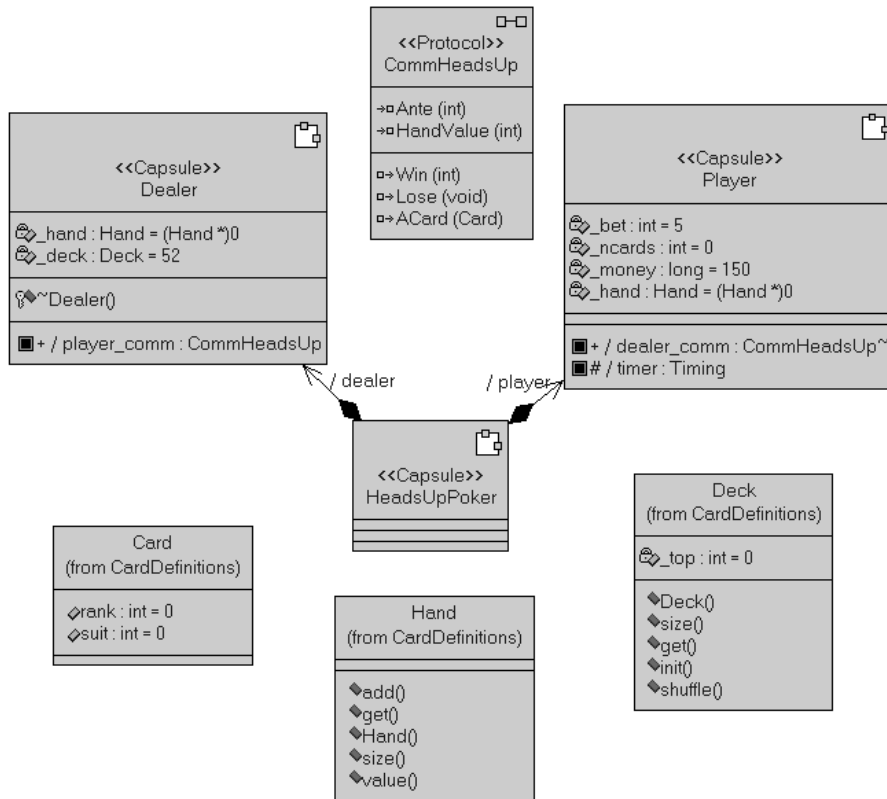 <<Protocol>>
CommHeadsUp
Ante (int)
HandValue (int)
Win (int)
Lose (void)
ACard (Card)
<<Capsule>>
Dealer
_hand : Hand = (Hand *)0
_deck : Deck = 52
~Dealer()
+ / player_comm : CommHeadsUp
<<Capsule>>
Player
_bet : int = 5
_ncards : int = 0
_money : long = 150
_hand : Hand = (Hand *)0
+ / dealer_comm : CommHeadsUp~
# / timer : Timing
/ dealer
/ player
<<Capsule>>
HeadsUpPoker
Card
(from CardDefinitions)
rank : int = 0
suit : int = 0
Hand
(from CardDefinitions)
add()
get()
Hand()
size()
value()
Deck
(from CardDefinitions)
_top : int = 0
Deck()
size()
get()
init()
shuffle()